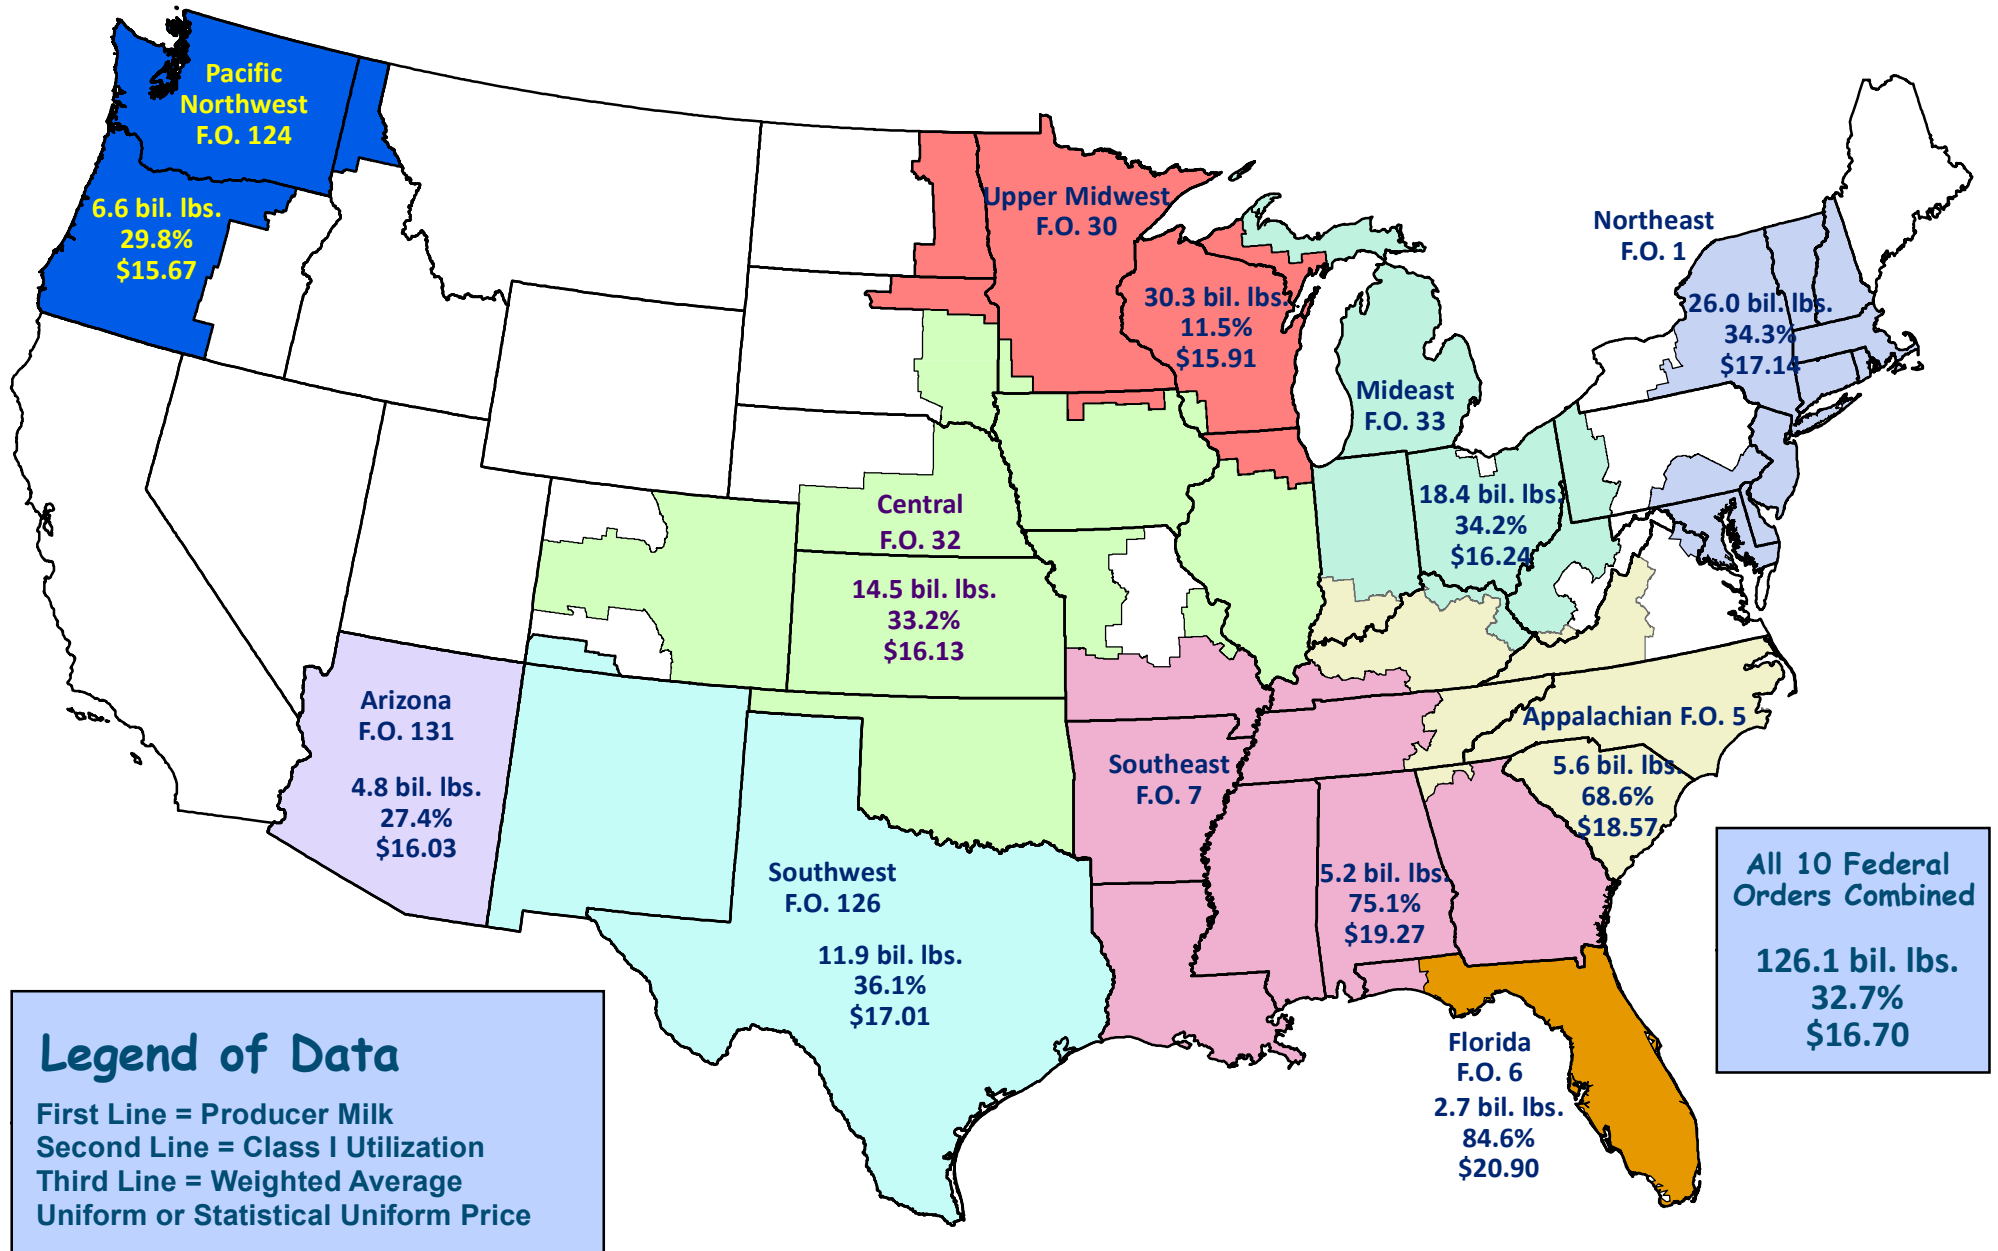 Pacific
Northwest
F.O. 124
6.6 bil. lbs.
29.8%
$15.67
Upper Midwest
F.O. 30
30.3 bil. lbs.
11.5%
$15.91
Northeast
F.O. 1
26.0 bil. lbs.
34.3%
$17.14
Mideast
F.O. 33
18.4 bil. lbs.
34.2%
$16.24
Central
F.O. 32
14.5 bil. lbs.
33.2%
$16.13
Arizona
F.O. 131
4.8 bil. lbs.
27.4%
$16.03
Southwest
F.O. 126
11.9 bil. lbs.
36.1%
$17.01
Southeast
F.O. 7
5.2 bil. lbs.
75.1%
$19.27
Appalachian F.O. 5
5.6 bil. lbs.
68.6%
$18.57
Florida
F.O. 6
2.7 bil. lbs.
84.6%
$20.90
All 10 Federal
Orders Combined
126.1 bil. lbs.
32.7%
$16.70
Legend of Data
First Line = Producer Milk
Second Line = Class I Utilization
Third Line = Weighted Average
Uniform or Statistical Uniform Price